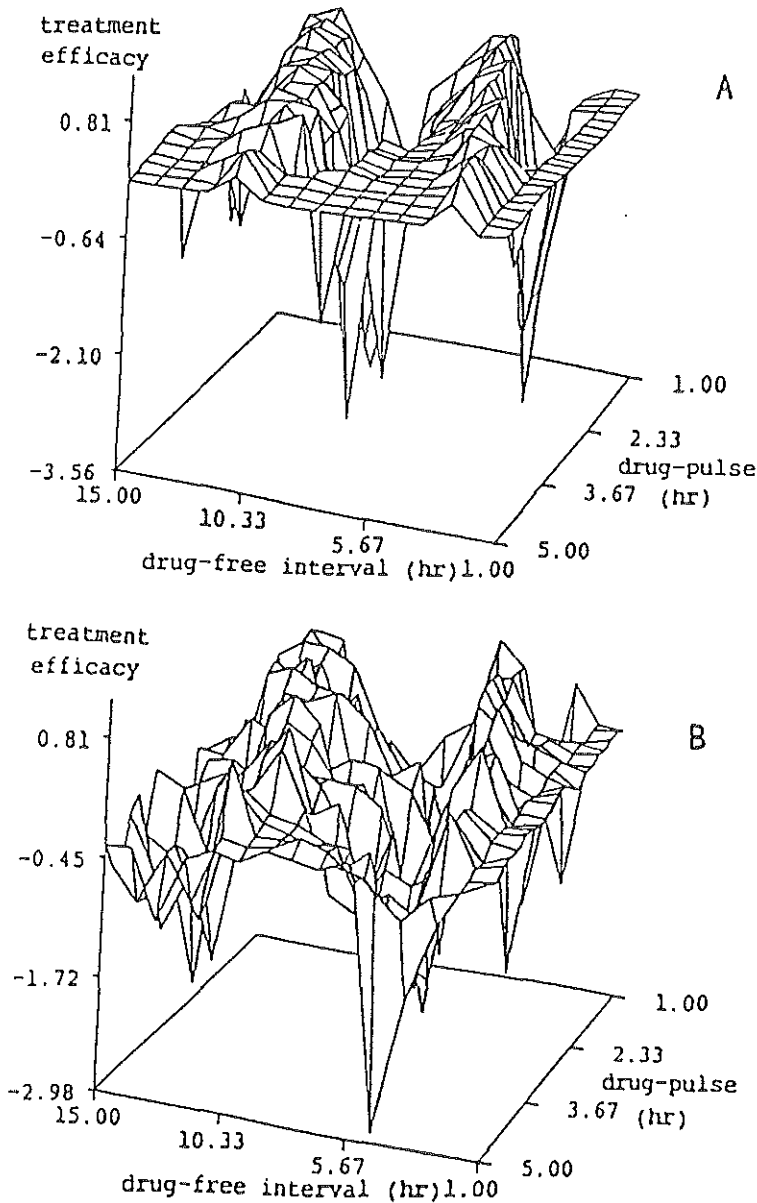 treatment
efficacy
A
0.81
-0.64
-2.10
-3.56
15.00
10.33
5.67
drug-free interval (hr)1.00
1.00
2.33
drug-pulse
3.67 (hr)
5.00
treatment
efficacy
B
0.81
-0.45
-1.72
-2.98
15.00
10.33
5.67
drug-free interval (hr)1.00
1.00
2.33
drug-pulse
3.67 (hr)
5.00